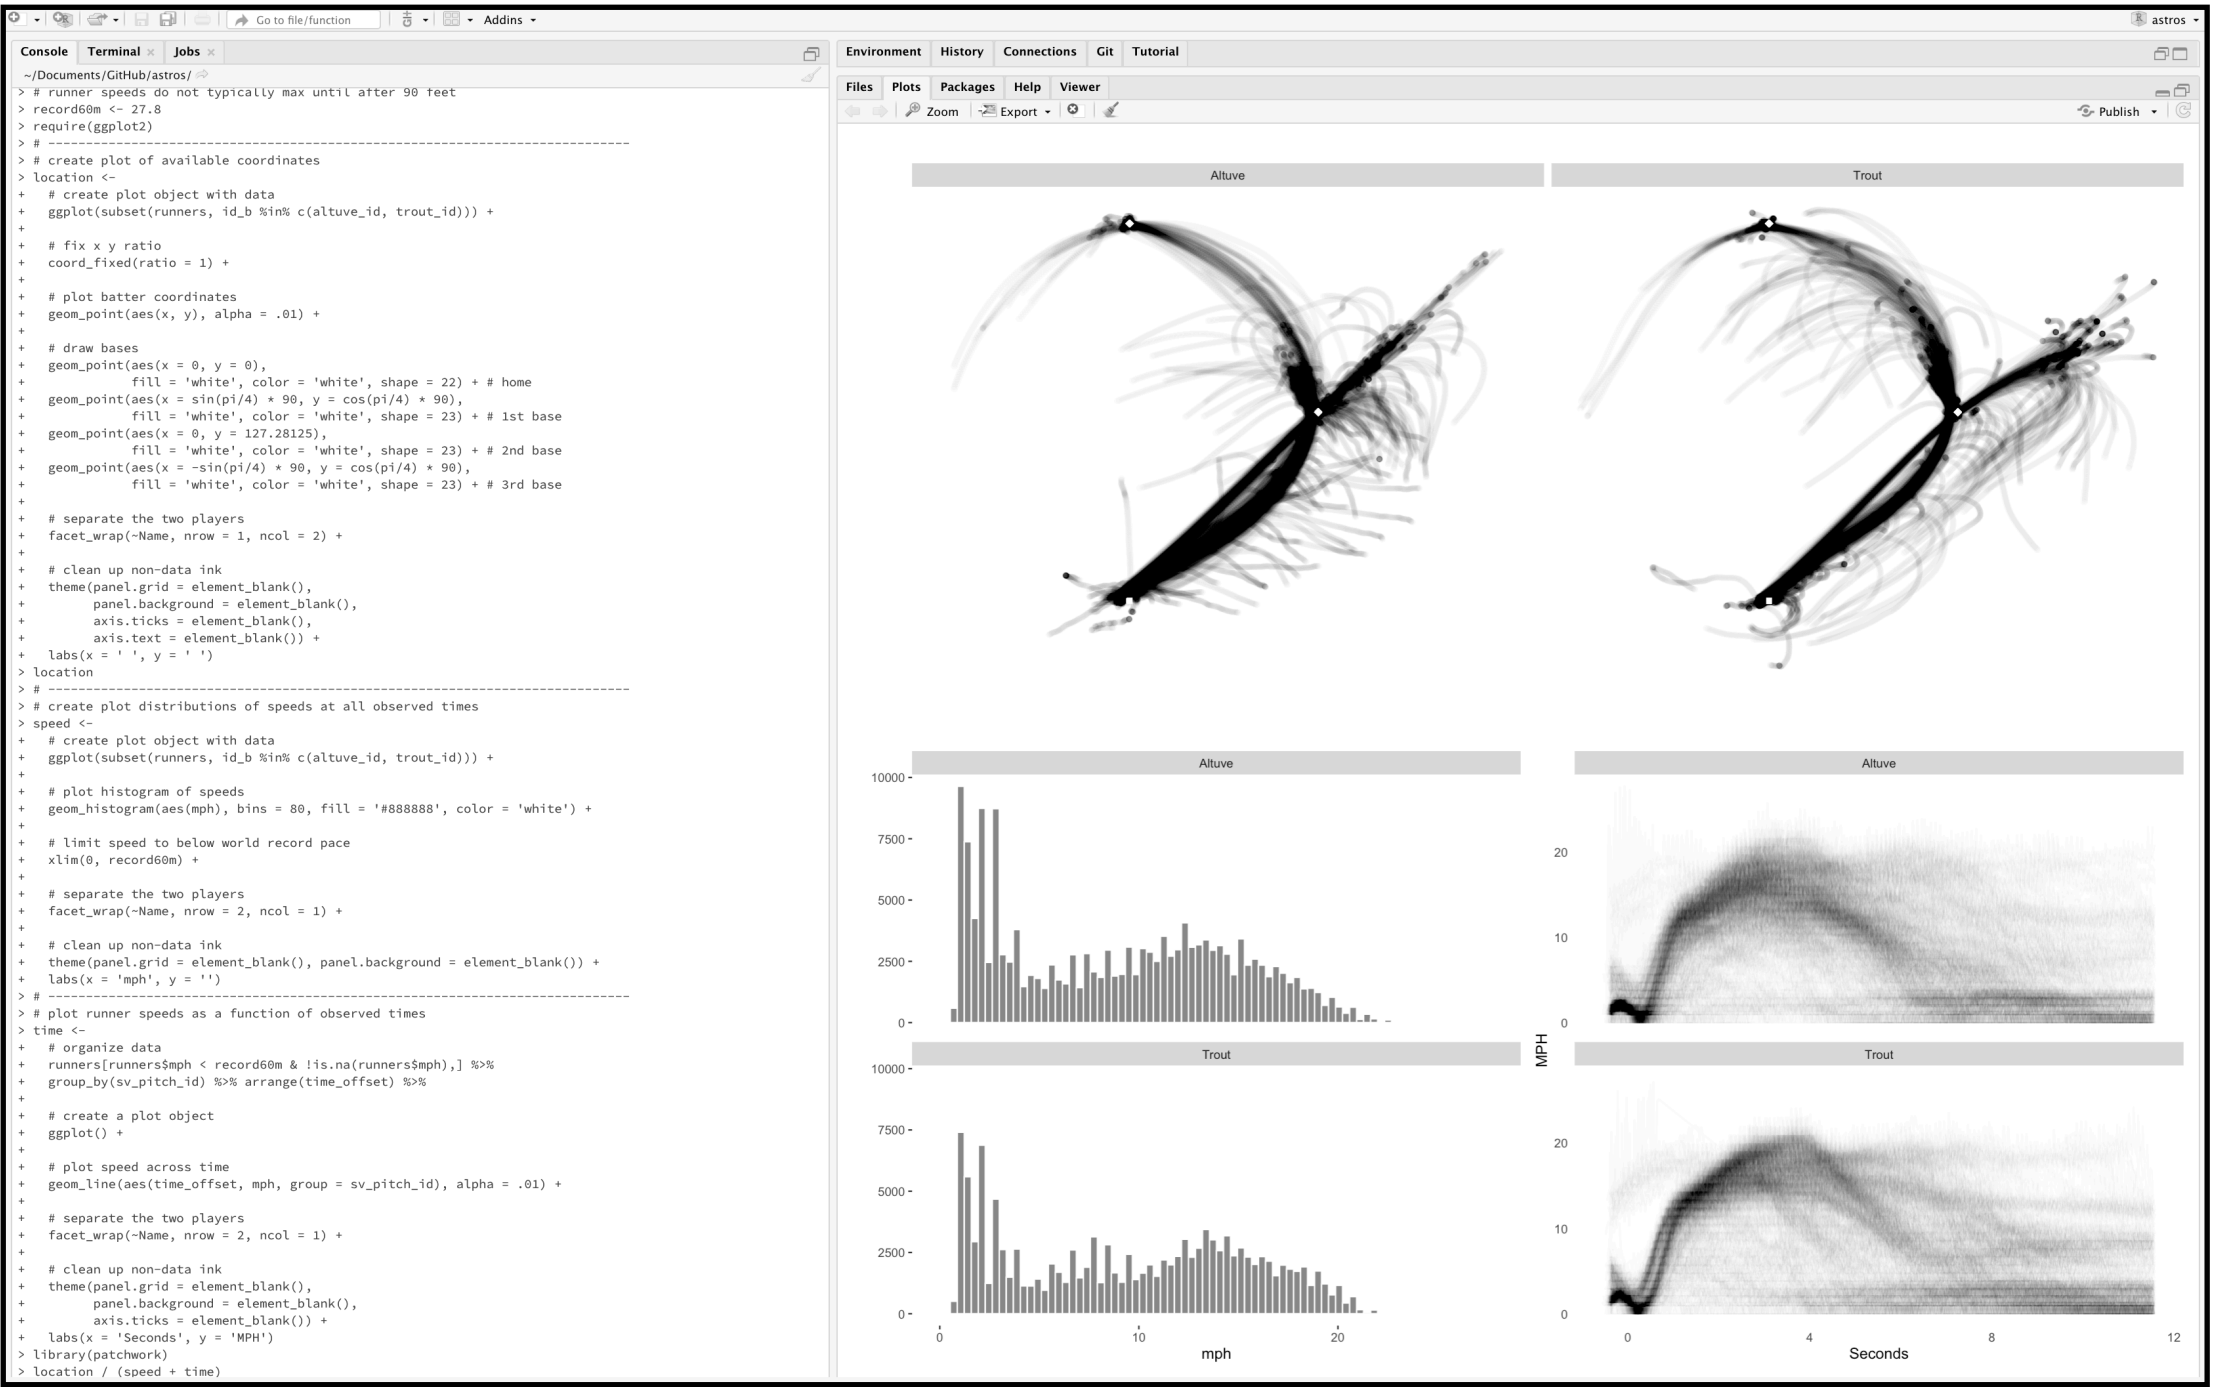 Go to file/function
Addins
astros
Console Terminal Jobs
~/Documents/GitHub/astros/
> # runner speeds do not typically max until after 90 feet
> record60m <- 27.8
> require(ggplot2)
> # ------------------------------------------------------------------------------
> # create plot of available coordinates
> location <-
+   # create plot object with data
+   ggplot(subset(runners, id_b %in% c(altuve_id, trout_id))) +
+
+   # fix x y ratio
+   coord_fixed(ratio = 1) +
+
+   # plot batter coordinates
+   geom_point(aes(x, y), alpha = .01) +
+
+   # draw bases
+   geom_point(aes(x = 0, y = 0),
+              fill = 'white', color = 'white', shape = 22) + # home
+   geom_point(aes(x = sin(pi/4) * 90, y = cos(pi/4) * 90),
+              fill = 'white', color = 'white', shape = 23) + # 1st base
+   geom_point(aes(x = 0, y = 127.28125),
+              fill = 'white', color = 'white', shape = 23) + # 2nd base
+   geom_point(aes(x = -sin(pi/4) * 90, y = cos(pi/4) * 90),
+              fill = 'white', color = 'white', shape = 23) + # 3rd base
+
+   # separate the two players
+   facet_wrap(~Name, nrow = 1, ncol = 2) +
+
+   # clean up non-data ink
+   theme(panel.grid = element_blank(),
+         panel.background = element_blank(),
+         axis.ticks = element_blank(),
+         axis.text = element_blank()) +
+   labs(x = ' ', y = ' ')
> location
> # ------------------------------------------------------------------------------
> # create plot distributions of speeds at all observed times
> speed <-
+   # create plot object with data
+   ggplot(subset(runners, id_b %in% c(altuve_id, trout_id))) +
+
+   # plot histogram of speeds
+   geom_histogram(aes(mph), bins = 80, fill = '#888888', color = 'white') +
+
+   # limit speed to below world record pace
+   xlim(0, record60m) +
+
+   # separate the two players
+   facet_wrap(~Name, nrow = 2, ncol = 1) +
+
+   # clean up non-data ink
+   theme(panel.grid = element_blank(), panel.background = element_blank()) +
+   labs(x = 'mph', y = '')
> # ------------------------------------------------------------------------------
> # plot runner speeds as a function of observed times
> time <-
+   # organize data
+   runners[runners$mph < record60m & !is.na(runners$mph),] %>%
+   group_by(sv_pitch_id) %>% arrange(time_offset) %>%
+
+   # create a plot object
+   ggplot() +
+
+   # plot speed across time
+   geom_line(aes(time_offset, mph, group = sv_pitch_id), alpha = .01) +
+
+   # separate the two players
+   facet_wrap(~Name, nrow = 2, ncol = 1) +
+
+   # clean up non-data ink
+   theme(panel.grid = element_blank(),
+         panel.background = element_blank(),
+         axis.ticks = element_blank()) +
+   labs(x = 'Seconds', y = 'MPH')
> library(patchwork)
> location / (speed + time)
Environment History Connections Git Tutorial
Files Plots Packages Help Viewer
Zoom Export Publish
Altuve Trout
Altuve
10000
7500
5000
2500
0
Trout
10000
7500
5000
2500
0
0 10 20
mph
Altuve
20
10
0
MPH
Trout
20
10
0
0 4 8 12
Seconds